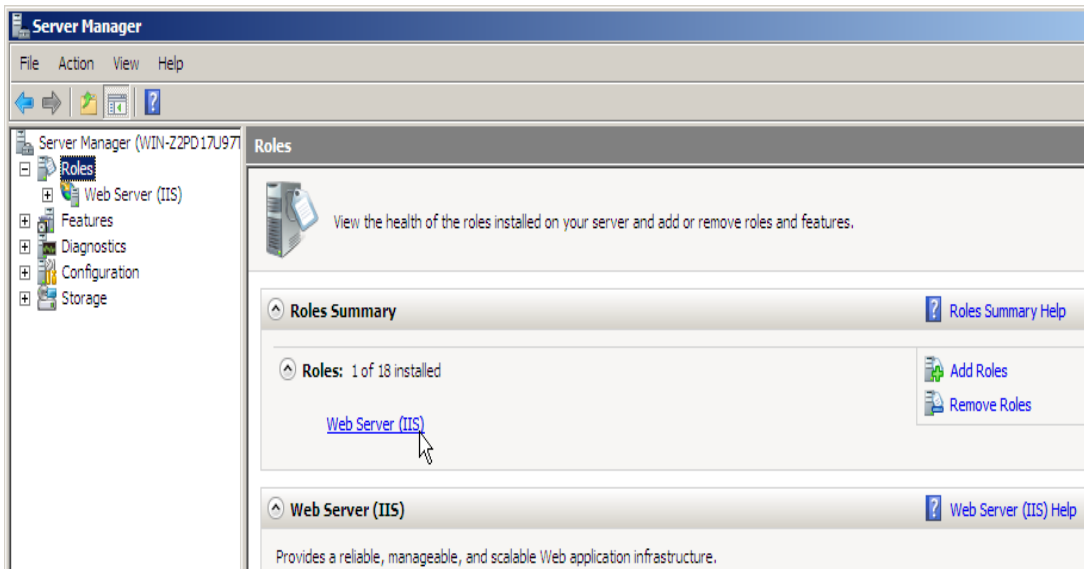 Server Manager
File Action View Help
Server Manager (WIN-Z2PD17U97T
Roles
Web Server (IIS)
Features
Diagnostics
Configuration
Storage
Roles
View the health of the roles installed on your server and add or remove roles and features.
Roles Summary
Roles Summary Help
Roles: 1 of 18 installed
Add Roles
Remove Roles
Web Server (IIS)
Web Server (IIS)
Web Server (IIS) Help
Provides a reliable, manageable, and scalable Web application infrastructure.